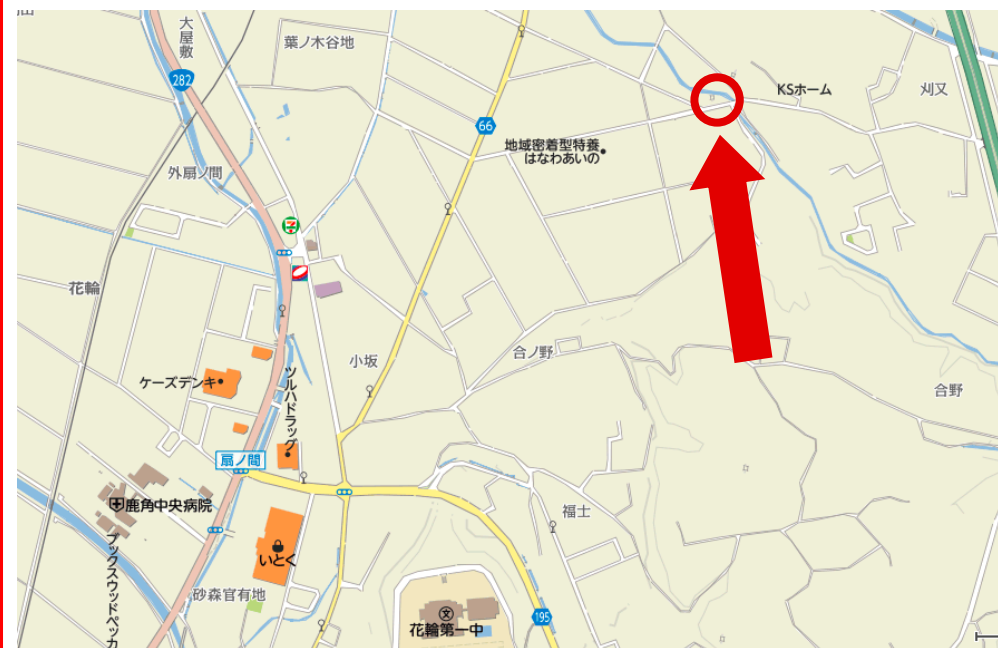 大屋敷
葉ノ木谷地
282
KSホーム
刈又
66
地域密着型特養
はなわあいの
外扇ノ間
7
花輪
小坂
合ノ野
ケーズデンキ
ツルハドラッグ
合野
扇ノ間
鹿角中央病院
福士
いとく
ブックスウッドペッカ
砂森官有地
文
花輪第一中
195